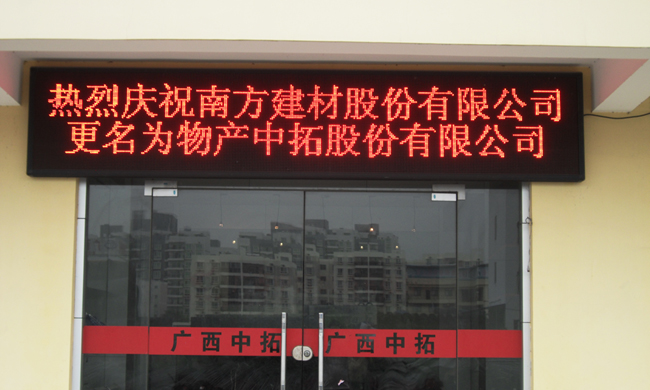 热烈庆祝南方建材股份有限公司
更名为物产中拓股份有限公司
广西中拓 广西中拓